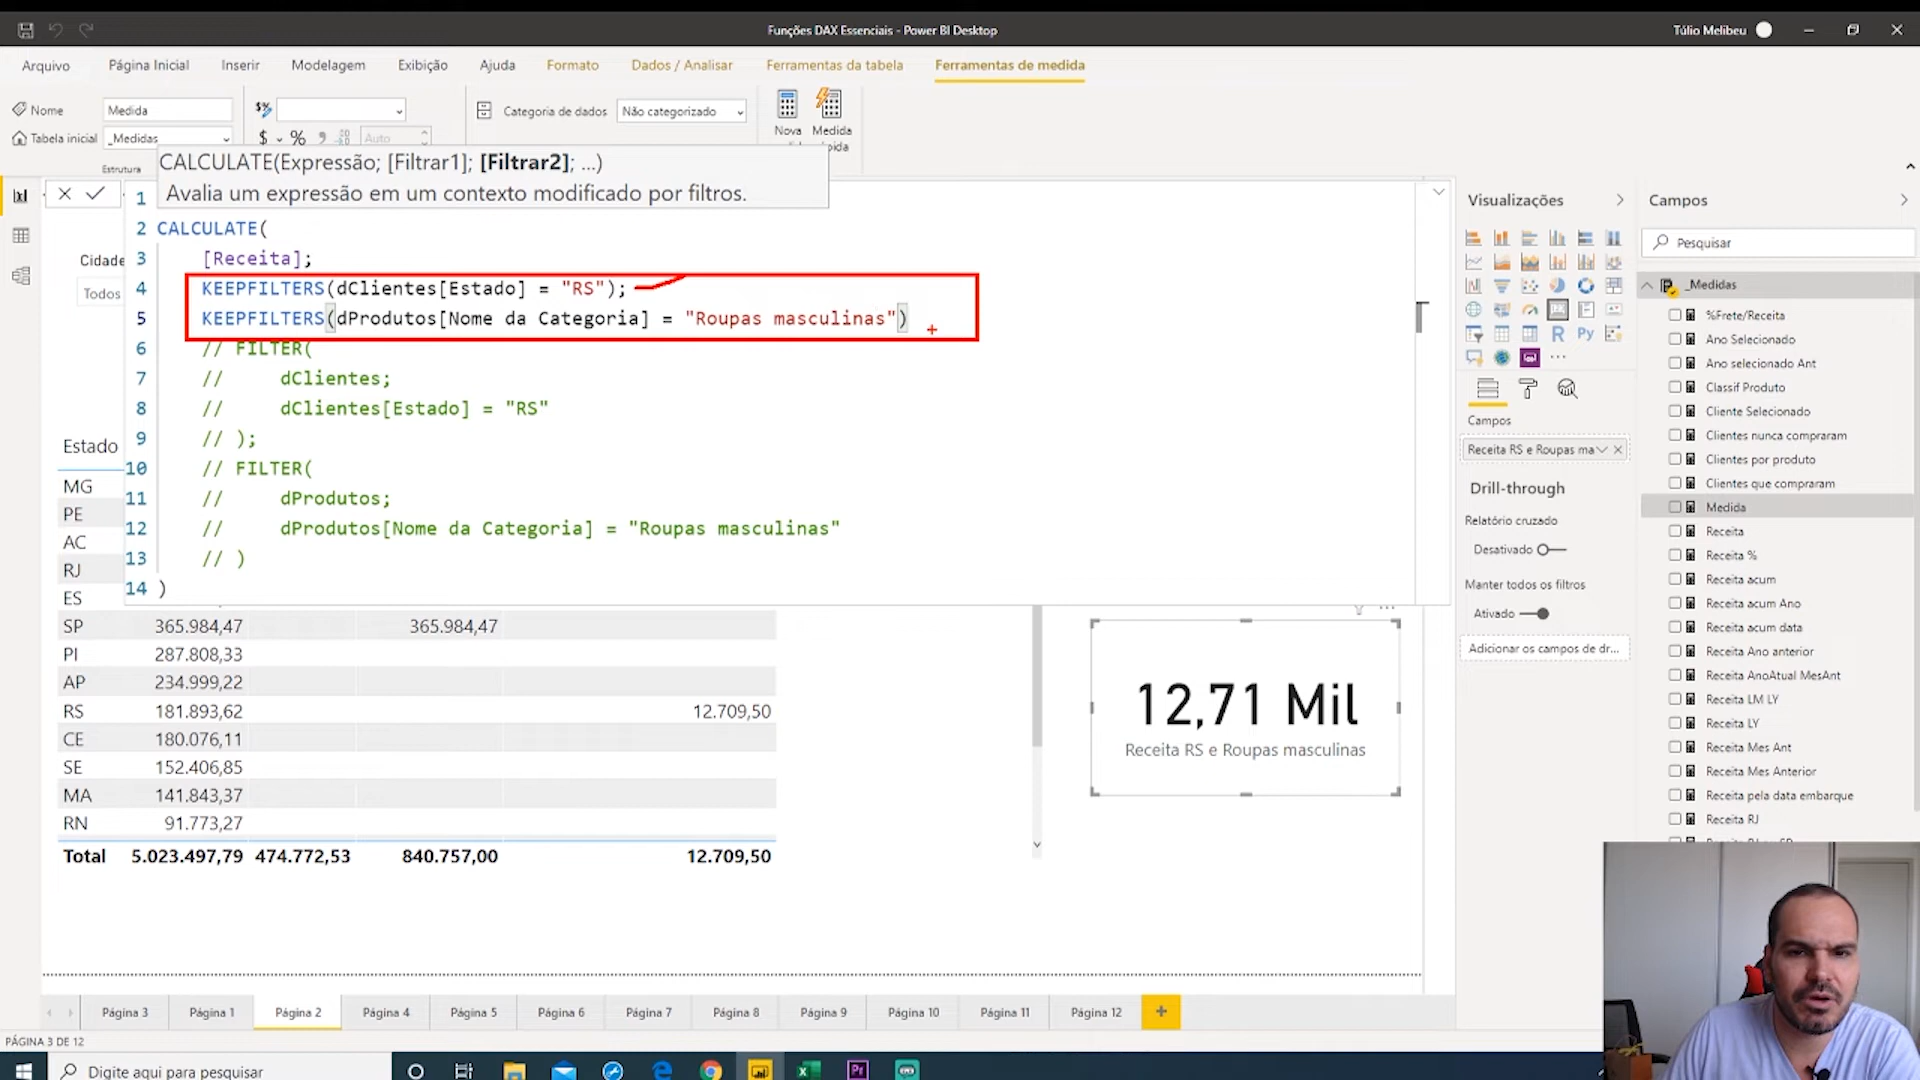 Funções DAX Essenciais - Power BI Desktop
Túlio Melibeu
Arquivo
Página Inicial
Inserir
Modelagem
Exibição
Ajuda
Formato
Dados / Analisar
Ferramentas da tabela
Ferramentas de medida
Nome
Medida
Categoria de dados
Não categorizado
Nova
Medida
Tabela inicial
_Medidas
$
%
Auto
Estrutura
CALCULATE(Expressão; [Filtrar1]; [Filtrar2]; ...)
Avalia um expressão em um contexto modificado por filtros.
1
2 CALCULATE(
3 [Receita];
4 KEEPFILTERS(dClientes[Estado] = "RS");
5 KEEPFILTERS(dProdutos[Nome da Categoria] = "Roupas masculinas")
6 // FILTER(
7 // dClientes;
8 // dClientes[Estado] = "RS"
9 // );
10 // FILTER(
11 // dProdutos;
12 // dProdutos[Nome da Categoria] = "Roupas masculinas"
13 // )
14 )
Cidade
Todos
Estado
MG
PE
AC
RJ
ES
SP 365.984,47 365.984,47
PI 287.808,33
AP 234.999,22
RS 181.893,62 12.709,50
CE 180.076,11
SE 152.406,85
MA 141.843,37
RN 91.773,27
Total 5.023.497,79 474.772,53 840.757,00 12.709,50
12,71 Mil
Receita RS e Roupas masculinas
Visualizações
R Py
Campos
Receita RS e Roupas ma
Drill-through
Relatório cruzado
Desativado
Manter todos os filtros
Ativado
Adicionar os campos de dr...
Campos
Pesquisar
_Medidas
%Frete/Receita
Ano Selecionado
Ano selecionado Ant
Classif Produto
Cliente Selecionado
Clientes nunca compraram
Clientes por produto
Clientes que compraram
Medida
Receita
Receita %
Receita acum
Receita acum Ano
Receita acum data
Receita Ano anterior
Receita AnoAtual MesAnt
Receita LM LY
Receita LY
Receita Mes Ant
Receita Mes Anterior
Receita pela data embarque
Receita RJ
Página 3
Página 1
Página 2
Página 4
Página 5
Página 6
Página 7
Página 8
Página 9
Página 10
Página 11
Página 12
+
PÁGINA 3 DE 12
Digite aqui para pesquisar
Pr